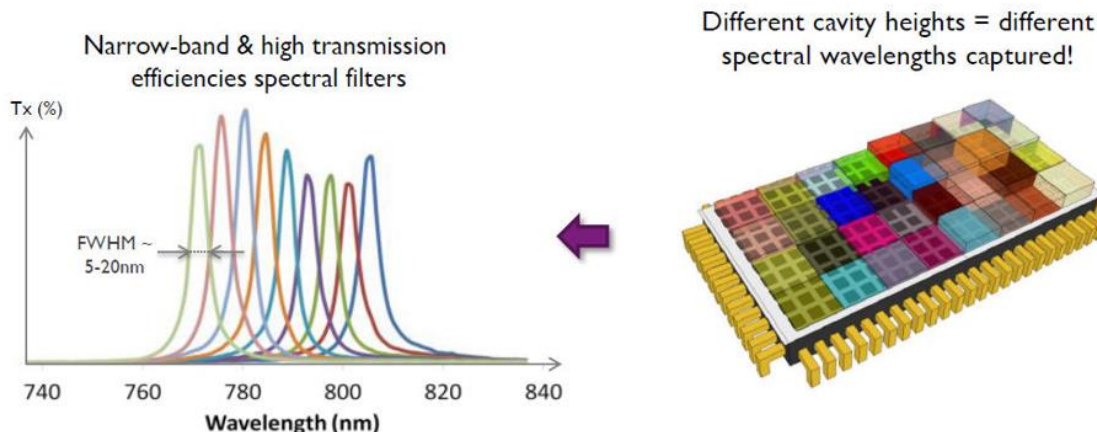 Narrow-band & high transmission
efficiencies spectral filters
Tx (%)
FWHM ~
5-20nm
740 760 780 800 820 840
Wavelength (nm)
Different cavity heights = different
spectral wavelengths captured!